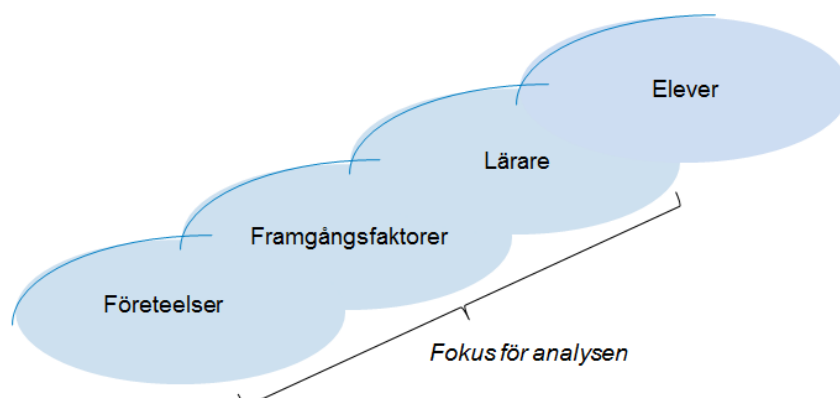 Elever
Lärare
Framgångsfaktorer
Företeelser
Fokus för analysen